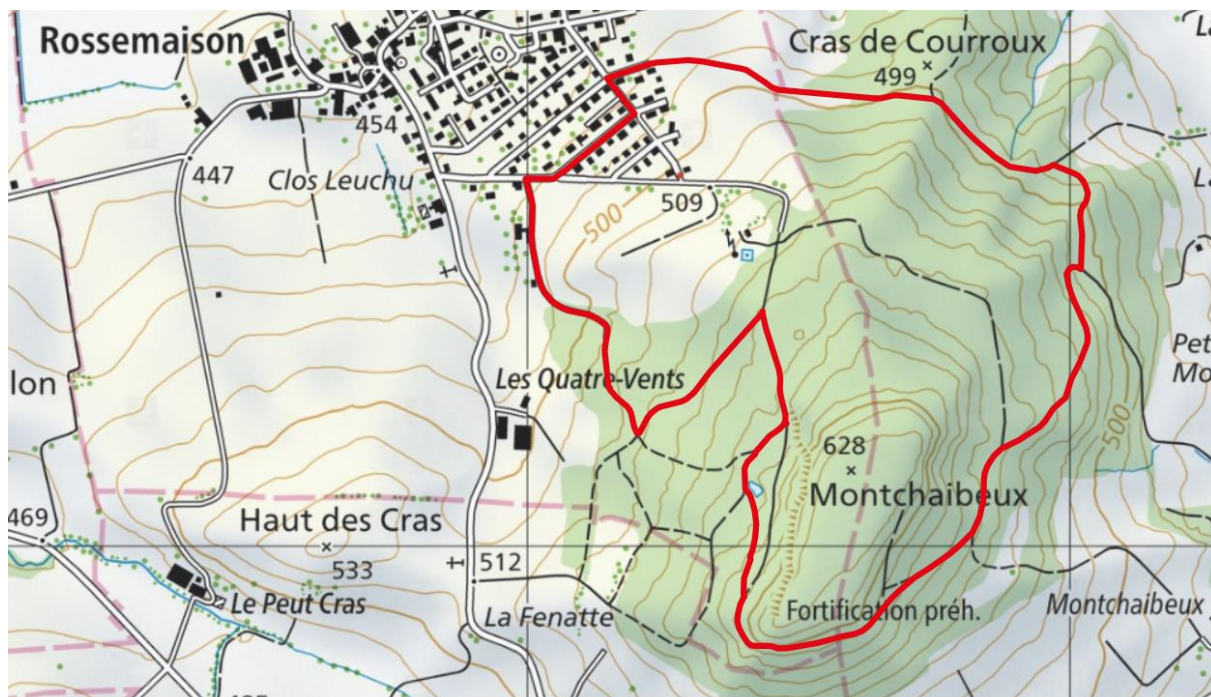 Rossemaison
Cras de Courroux
499
454
447
Clos Leuchu
509
500
lon
Les Quatre-Vents
Pet
Mo
500
628
Montchaibeux
469
Haut des Cras
533
512
Le Peut Cras
La Fenatte
Fortification préh.
Montchaibeux